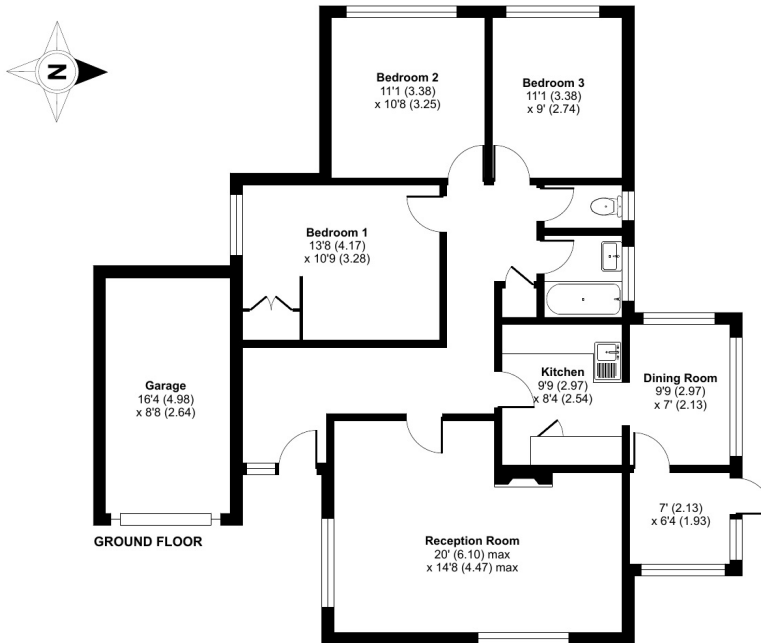 N
Bedroom 2
11'1 (3.38)
x 10'8 (3.25)
Bedroom 3
11'1 (3.38)
x 9' (2.74)
Bedroom 1
13'8 (4.17)
x 10'9 (3.28)
Garage
16'4 (4.98)
x 8'8 (2.64)
Kitchen
9'9 (2.97)
x 8'4 (2.54)
Dining Room
9'9 (2.97)
x 7' (2.13)
7' (2.13)
x 6'4 (1.93)
GROUND FLOOR
Reception Room
20' (6.10) max
x 14'8 (4.47) max